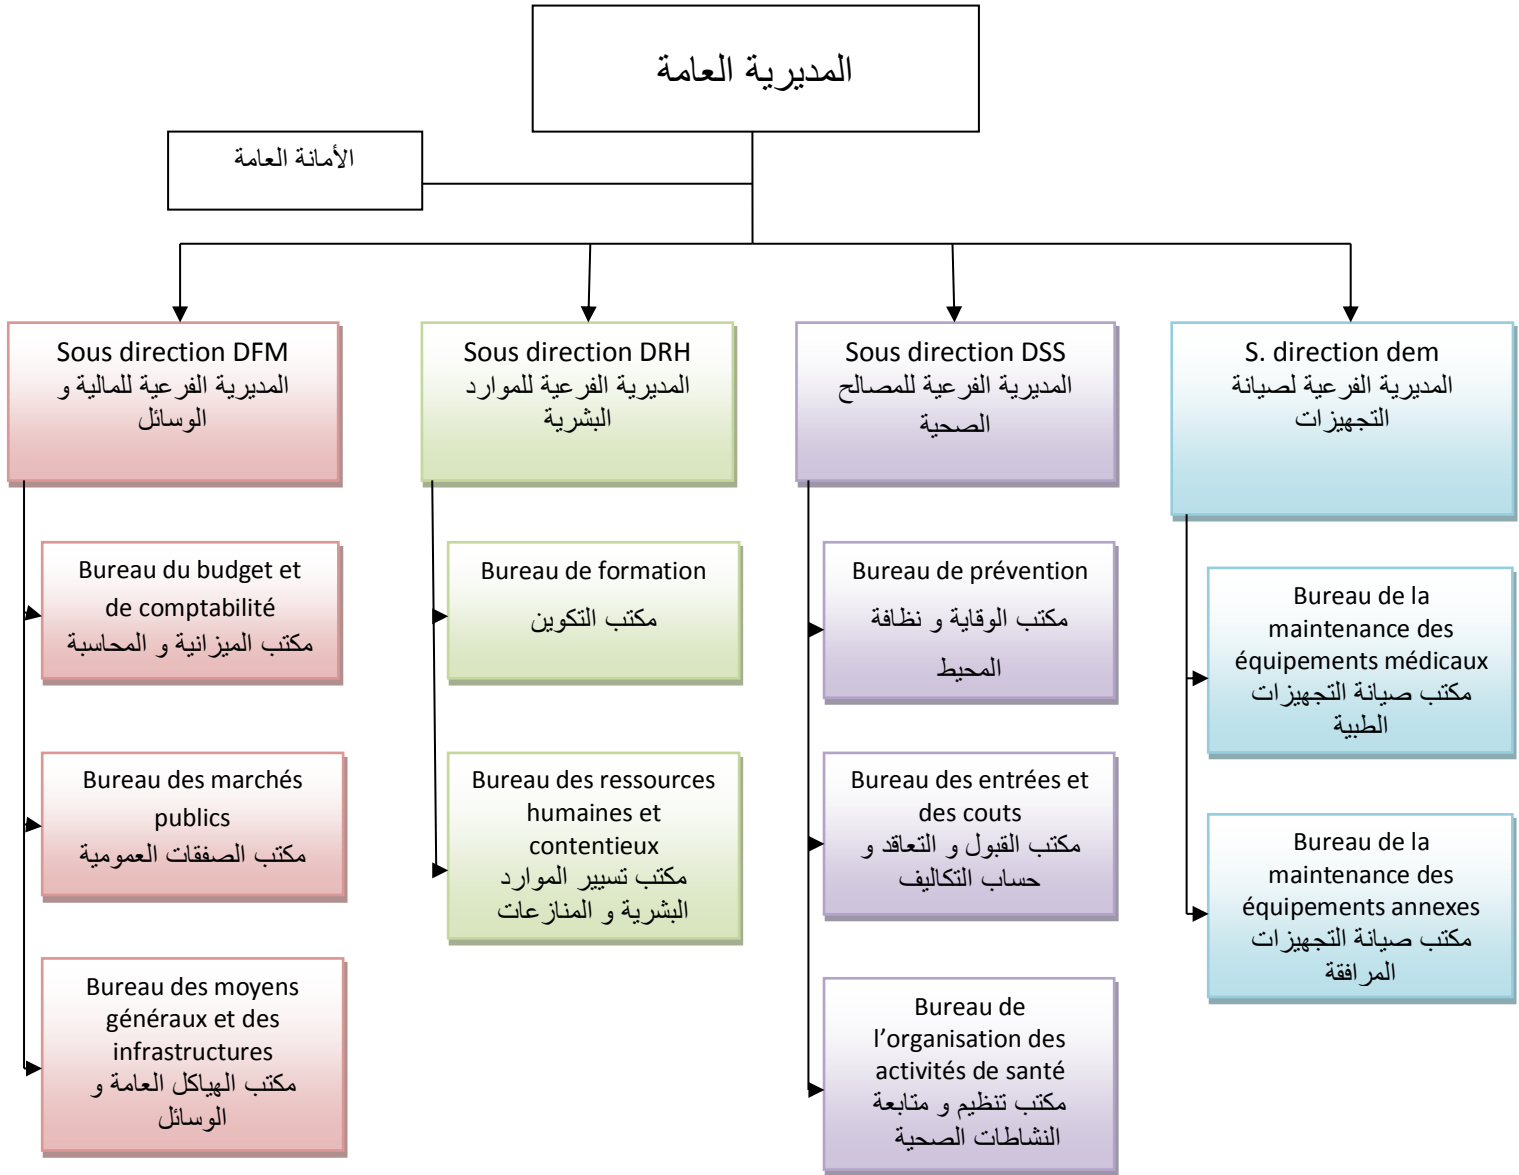 المديرية العامة
الأمانة العامة
Sous direction DFM
المديرية الفرعية للمالية و
الوسائل
Sous direction DRH
المديرية الفرعية للموارد
البشرية
Sous direction DSS
المديرية الفرعية للمصالح
الصحية
S. direction dem
المديرية الفرعية لصيانة
التجهيزات
Bureau du budget et
de comptabilité
مكتب الميزانية و المحاسبة
Bureau des marchés
publics
مكتب الصفقات العمومية
Bureau des moyens
généraux et des
infrastructures
مكتب الهياكل العامة و
الوسائل
Bureau de formation
مكتب التكوين
Bureau des ressources
humaines et
contentieux
مكتب تسيير الموارد
البشرية و المنازعات
Bureau de prévention
مكتب الوقاية و نظافة
المحيط
Bureau des entrées et
des couts
مكتب القبول و التعاقد و
حساب التكاليف
Bureau de
l’organisation des
activités de santé
مكتب تنظيم و متابعة
النشاطات الصحية
Bureau de la
maintenance des
équipements médicaux
مكتب صيانة التجهيزات
الطبية
Bureau de la
maintenance des
équipements annexes
مكتب صيانة التجهيزات
المرافقة